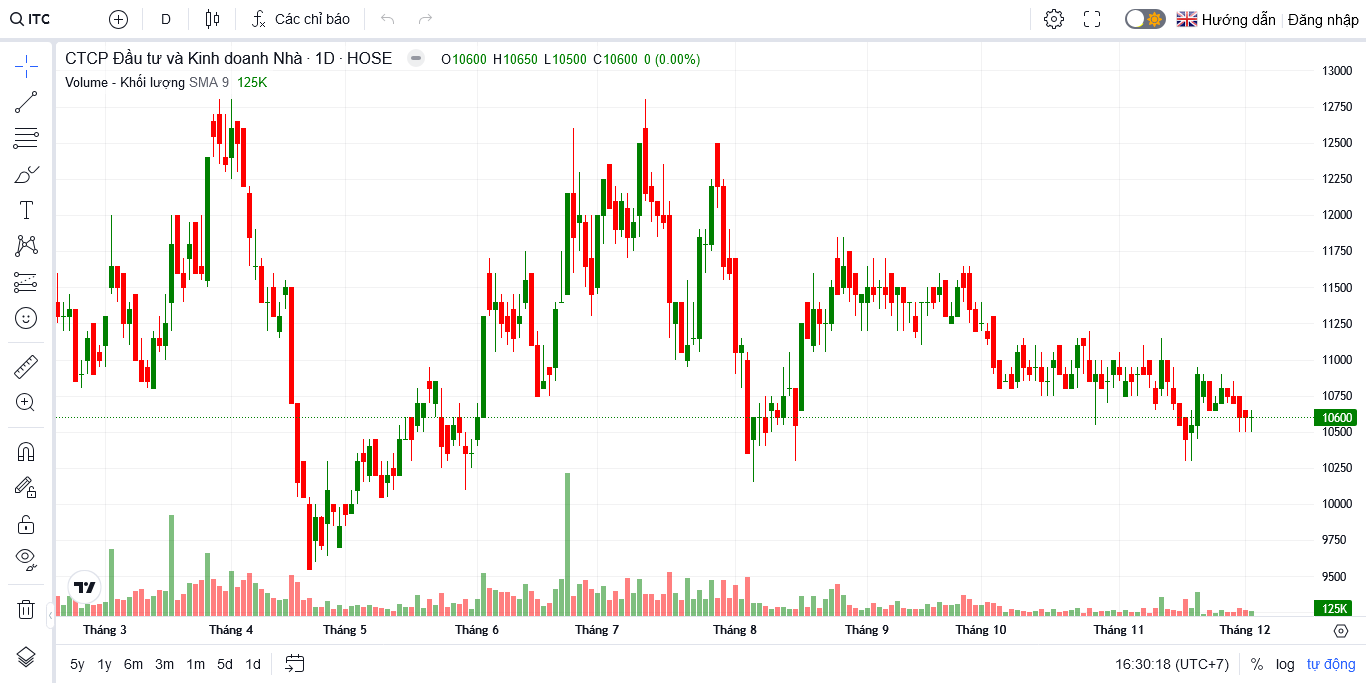 ITC D Các chỉ báo Hướng dẫn Đăng nhập
CTCP Đầu tư và Kinh doanh Nhà · 1D · HOSE O10600 H10650 L10500 C10600 0 (0.00%)
Volume - Khối lượng SMA 9 125K
13000
12750
12500
12250
12000
11750
11500
11250
11000
10750
10600
10500
10250
10000
9750
9500
125K
Tháng 3 Tháng 4 Tháng 5 Tháng 6 Tháng 7 Tháng 8 Tháng 9 Tháng 10 Tháng 11 Tháng 12
5y 1y 6m 3m 1m 5d 1d 16:30:18 (UTC+7) % log tự động